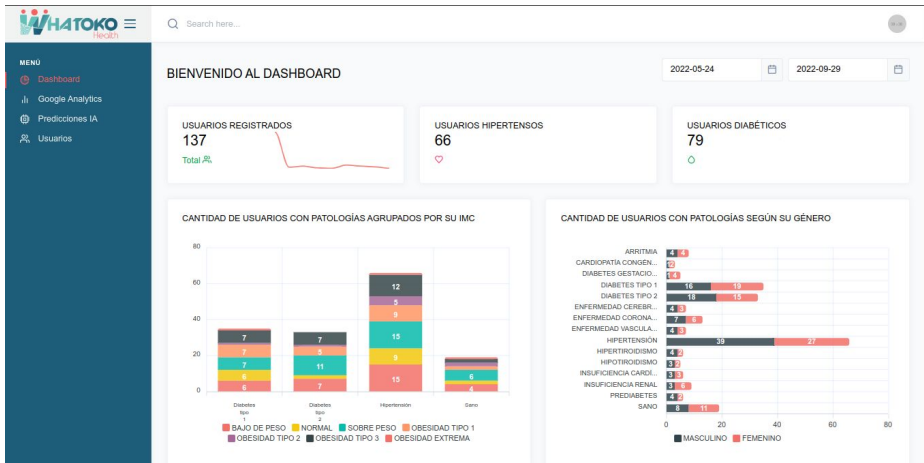 WHATOKO
Health
Search here...
MENÚ
Dashboard
Google Analytics
Predicciones IA
Usuarios
BIENVENIDO AL DASHBOARD
2022-05-24
2022-09-29
USUARIOS REGISTRADOS
137
Total
USUARIOS HIPERTENSOS
66
USUARIOS DIABÉTICOS
79
CANTIDAD DE USUARIOS CON PATOLOGÍAS AGRUPADOS POR SU IMC
80
60
40
20
0
7
7
7
6
6
7
5
11
7
12
5
9
15
9
15
6
4
Diabetes tipo 1
Diabetes tipo 2
Hipertensión
Sano
BAJO DE PESO NORMAL SOBRE PESO OBESIDAD TIPO 1
OBESIDAD TIPO 2 OBESIDAD TIPO 3 OBESIDAD EXTREMA
CANTIDAD DE USUARIOS CON PATOLOGÍAS SEGÚN SU GÉNERO
ARRITMIA 4 4
CARDIOPATÍA CONGÉN...
DIABETES GESTACIO... 4
DIABETES TIPO 1 16 19
DIABETES TIPO 2 18 15
ENFERMEDAD CEREBR... 4 3
ENFERMEDAD CORONA... 7 6
ENFERMEDAD VASCULA... 4 3
HIPERTENSIÓN 39 27
HIPERTIROIDISMO 4 2
HIPOTIROIDISMO 3
INSUFICIENCIA CARDÍ... 3 3
INSUFICIENCIA RENAL 3 6
PREDIABETES 4 2
SANO 8 11
0 20 40 60 80
MASCULINO FEMENINO